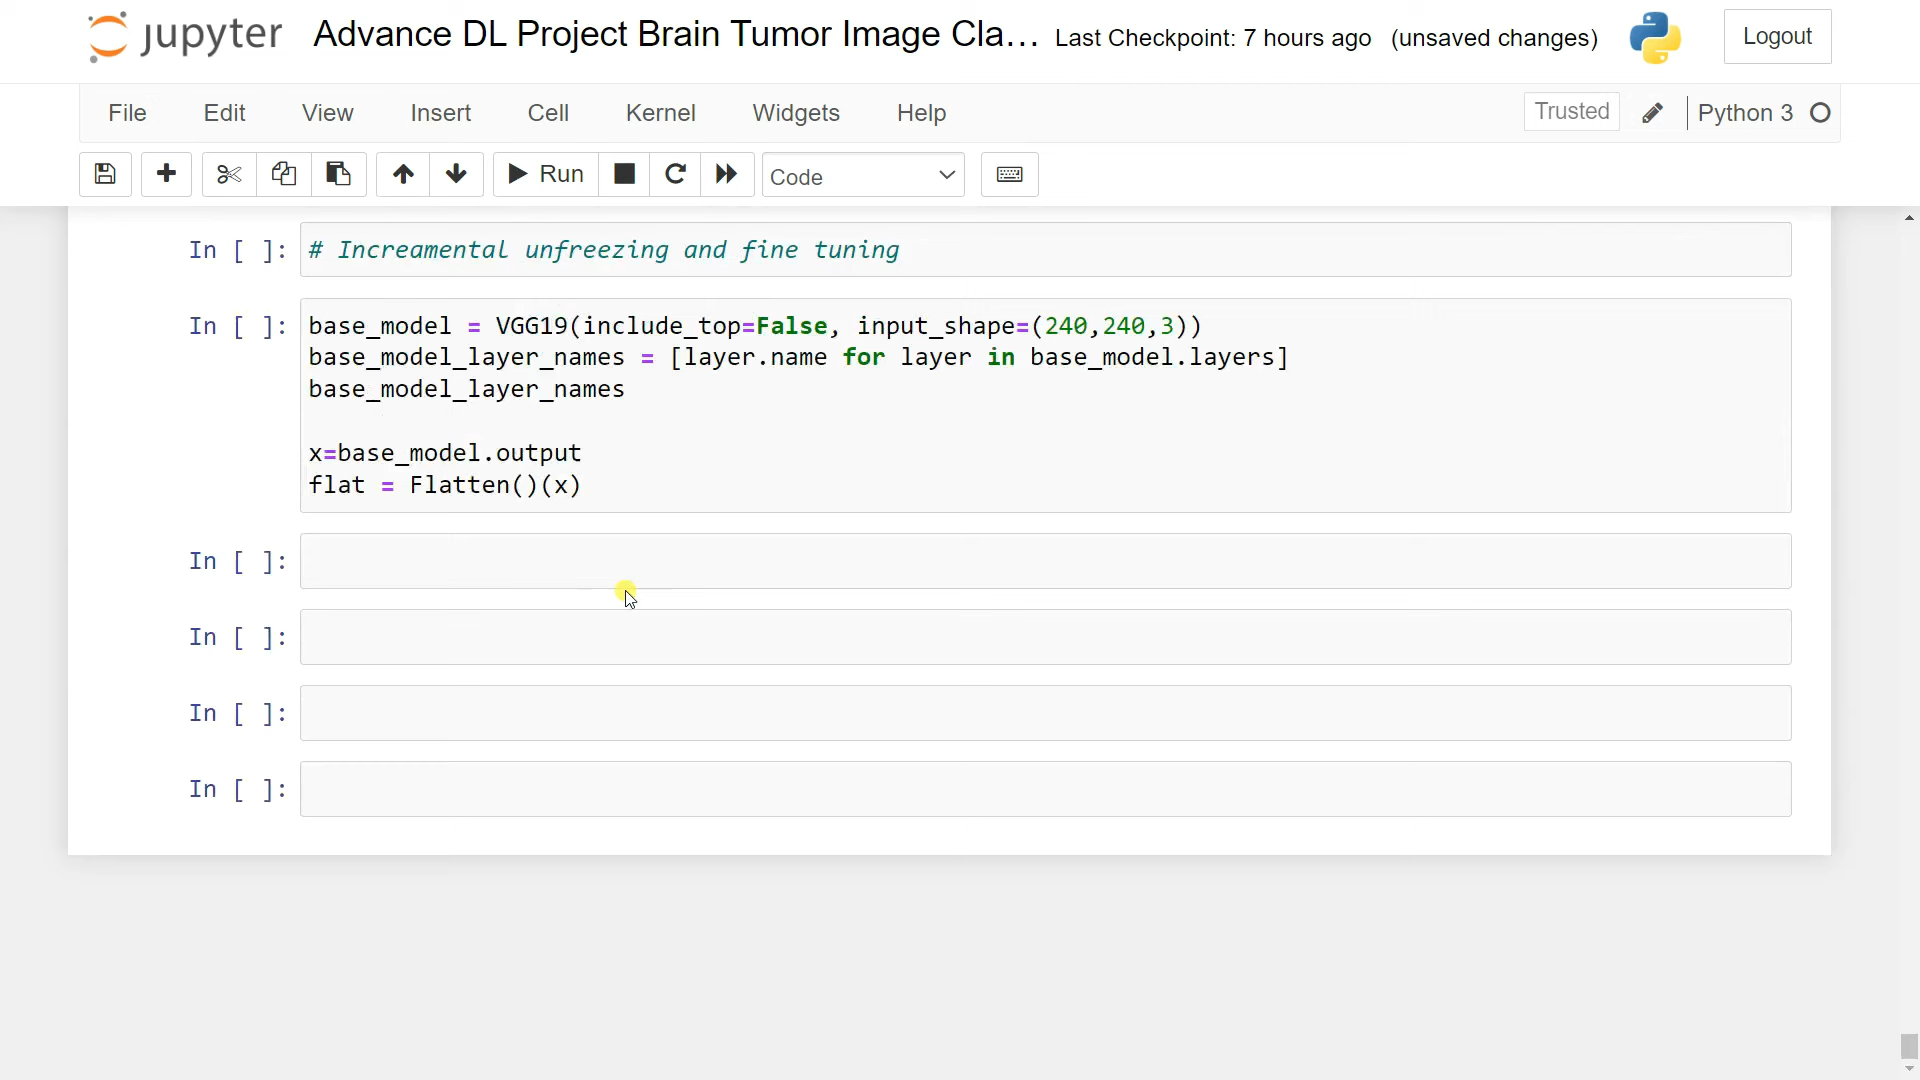 jupyter Advance DL Project Brain Tumor Image Cla... Last Checkpoint: 7 hours ago (unsaved changes) Logout
File Edit View Insert Cell Kernel Widgets Help Trusted Python 3
Run Code
In [ ]: # Increamental unfreezing and fine tuning
In [ ]: base_model = VGG19(include_top=False, input_shape=(240,240,3))
base_model_layer_names = [layer.name for layer in base_model.layers]
base_model_layer_names
x=base_model.output
flat = Flatten()(x)
In [ ]:
In [ ]:
In [ ]:
In [ ]: